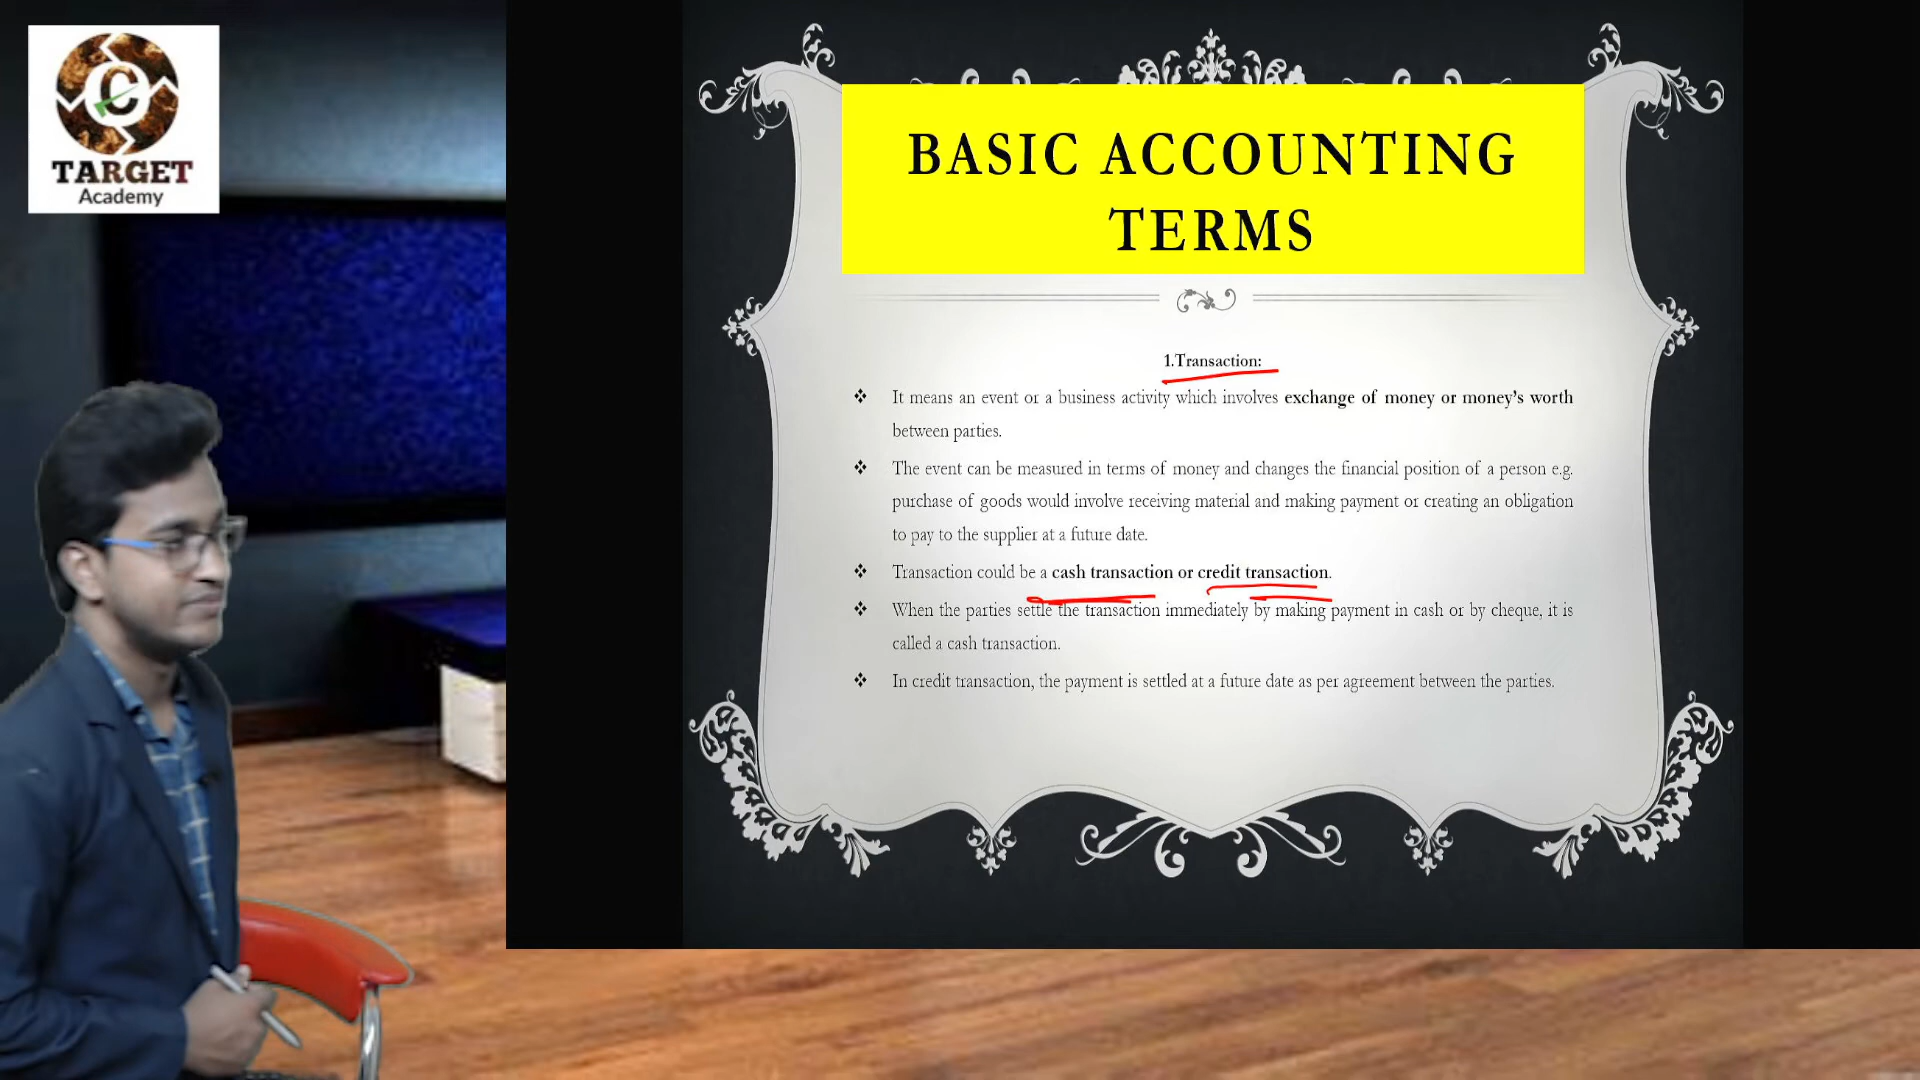 TARGET
Academy
BASIC ACCOUNTING
TERMS
1.Transaction:
❖ It means an event or a business activity which involves exchange of money or money’s worth
between parties.
❖ The event can be measured in terms of money and changes the financial position of a person e.g.
purchase of goods would involve receiving material and making payment or creating an obligation
to pay to the supplier at a future date.
❖ Transaction could be a cash transaction or credit transaction.
❖ When the parties settle the transaction immediately by making payment in cash or by cheque, it is
called a cash transaction.
❖ In credit transaction, the payment is settled at a future date as per agreement between the parties.